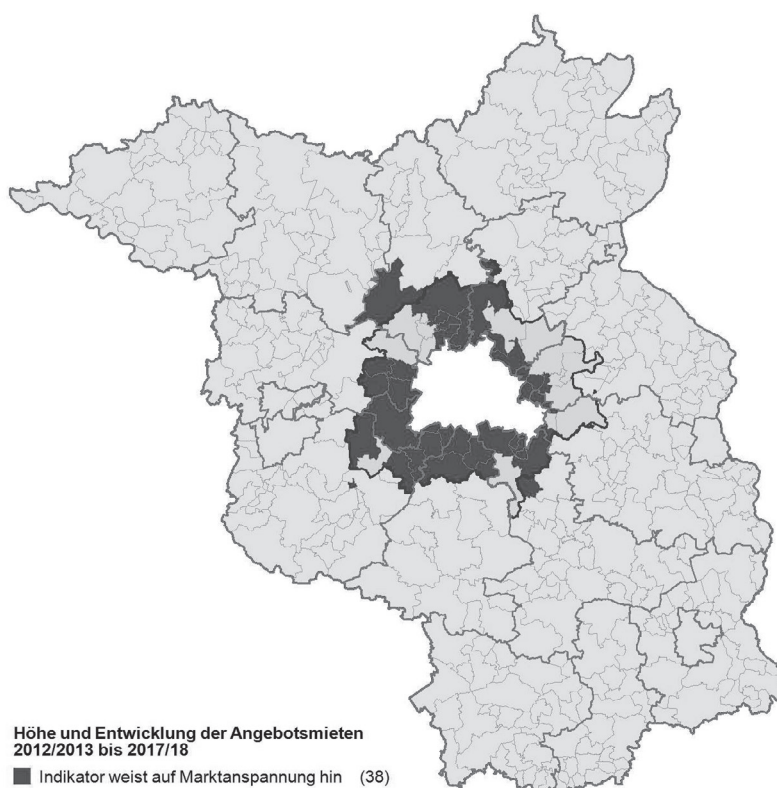 Höhe und Entwicklung der Angebotsmieten
2012/2013 bis 2017/18
Indikator weist auf Marktanspannung hin (38)